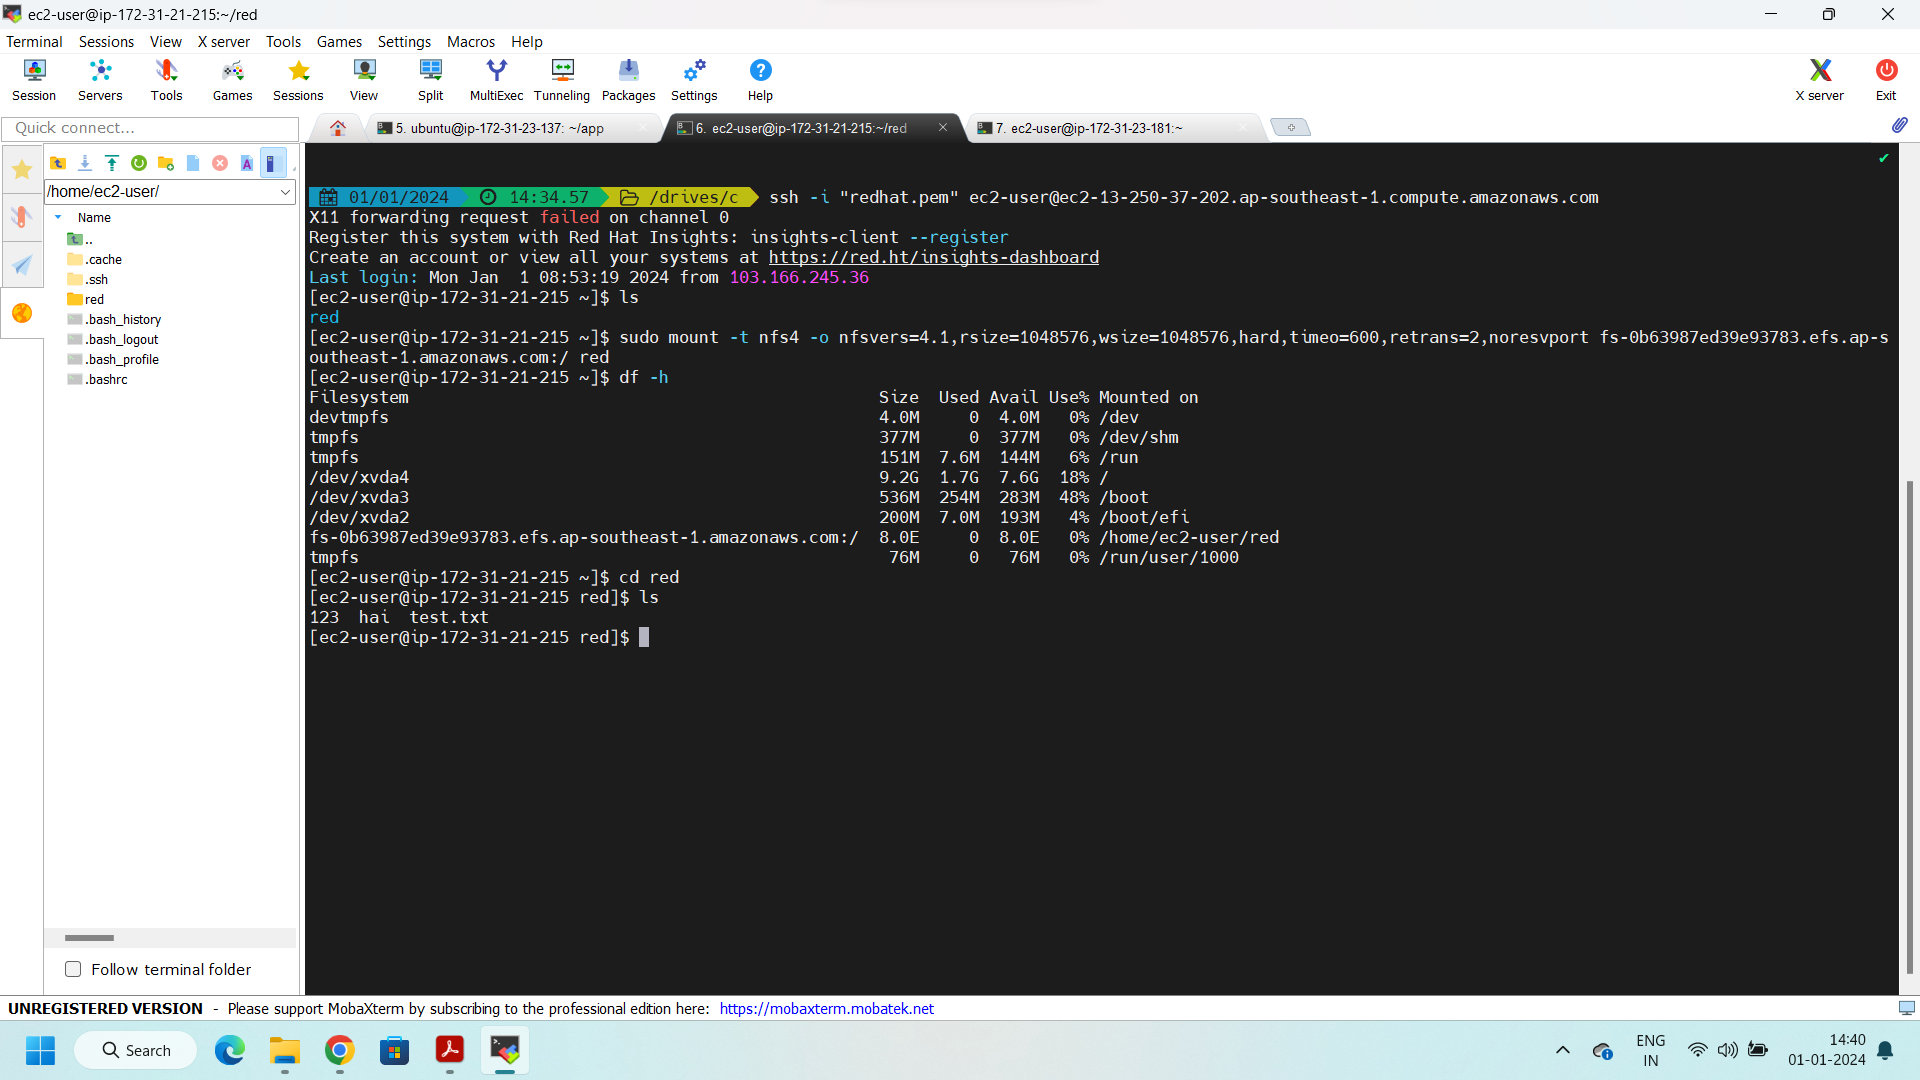 ec2-user@ip-172-31-21-215:~/red
Terminal Sessions View X server Tools Games Settings Macros Help
Session Servers Tools Games Sessions View Split MultiExec Tunneling Packages Settings Help X server Exit
Quick connect...
5. ubuntu@ip-172-31-23-137: ~/app
6. ec2-user@ip-172-31-21-215:~/red
7. ec2-user@ip-172-31-23-181:~
/home/ec2-user/
Name
..
.cache
.ssh
red
.bash_history
.bash_logout
.bash_profile
.bashrc
Follow terminal folder
01/01/2024 14:34.57 /drives/c ssh -i "redhat.pem" ec2-user@ec2-13-250-37-202.ap-southeast-1.compute.amazonaws.com
X11 forwarding request failed on channel 0
Register this system with Red Hat Insights: insights-client --register
Create an account or view all your systems at https://red.ht/insights-dashboard
Last login: Mon Jan  1 08:53:19 2024 from 103.166.245.36
[ec2-user@ip-172-31-21-215 ~]$ ls
red
[ec2-user@ip-172-31-21-215 ~]$ sudo mount -t nfs4 -o nfsvers=4.1,rsize=1048576,wsize=1048576,hard,timeo=600,retrans=2,noresvport fs-0b63987ed39e93783.efs.ap-s
outheast-1.amazonaws.com:/ red
[ec2-user@ip-172-31-21-215 ~]$ df -h
Filesystem Size Used Avail Use% Mounted on
devtmpfs 4.0M 0 4.0M 0% /dev
tmpfs 377M 0 377M 0% /dev/shm
tmpfs 151M 7.6M 144M 6% /run
/dev/xvda4 9.2G 1.7G 7.6G 18% /
/dev/xvda3 536M 254M 283M 48% /boot
/dev/xvda2 200M 7.0M 193M 4% /boot/efi
fs-0b63987ed39e93783.efs.ap-southeast-1.amazonaws.com:/ 8.0E 0 8.0E 0% /home/ec2-user/red
tmpfs 76M 0 76M 0% /run/user/1000
[ec2-user@ip-172-31-21-215 ~]$ cd red
[ec2-user@ip-172-31-21-215 red]$ ls
123  hai  test.txt
[ec2-user@ip-172-31-21-215 red]$
UNREGISTERED VERSION - Please support MobaXterm by subscribing to the professional edition here: https://mobaxterm.mobatek.net
Search
ENG
IN
14:40
01-01-2024